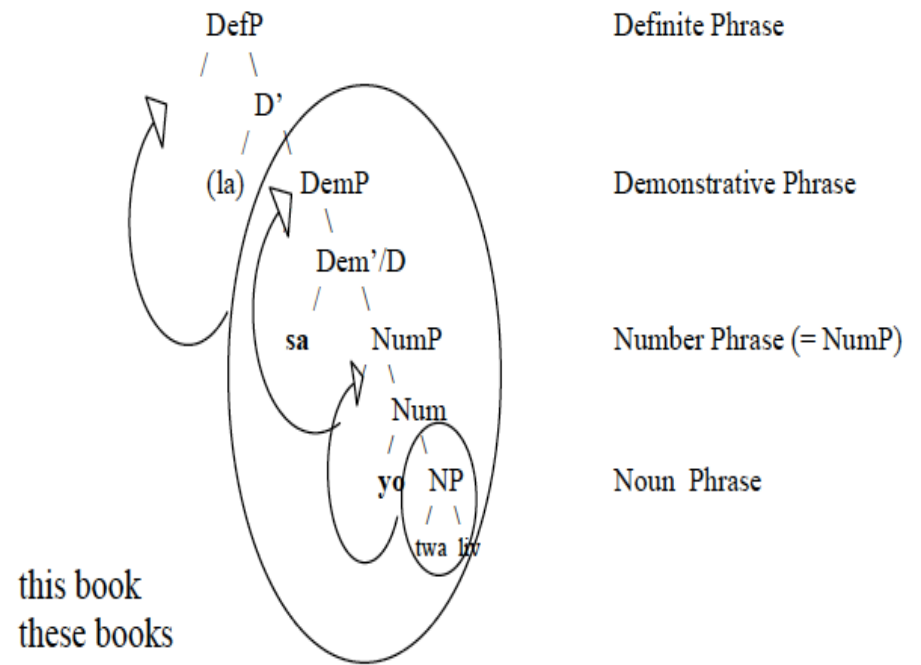 DefP Definite Phrase
D’
(la) DemP Demonstrative Phrase
Dem’/D
sa NumP Number Phrase (= NumP)
Num
yo NP Noun Phrase
twa liv
this book
these books